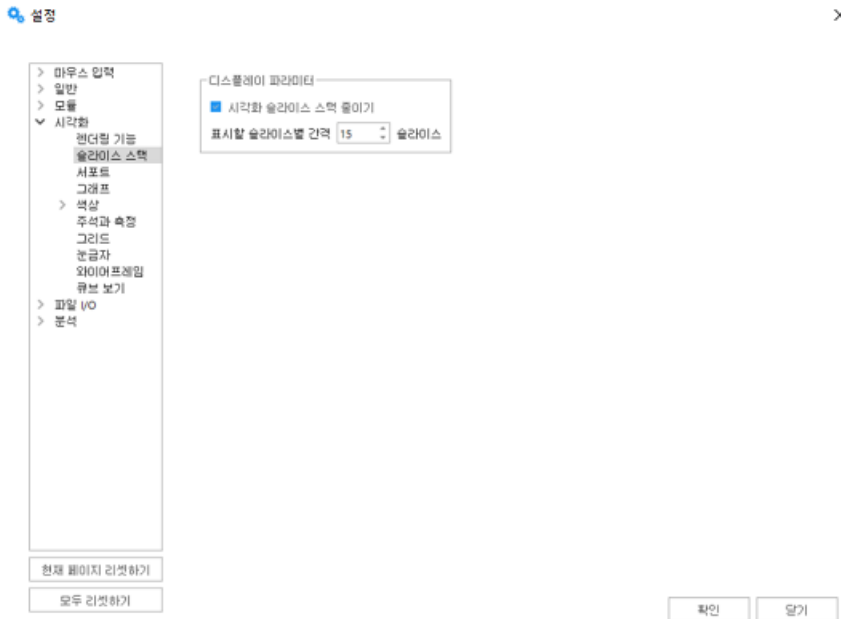 설정
마우스 입력
일반
모듈
시각화
렌더링 기능
슬라이스 스택
서포트
그래프
색상
주석과 측정
그리드
눈금자
와이어프레임
큐브 보기
파일 I/O
분석
디스플레이 파라미터
시각화 슬라이스 스택 줄이기
표시할 슬라이스별 간격 15 슬라이스
현재 페이지 리셋하기
모두 리셋하기
확인 닫기